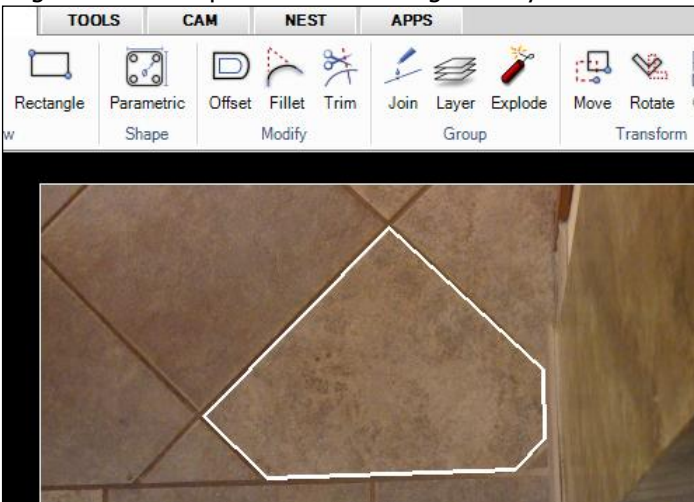 TOOLS CAM NEST APPS
Rectangle Parametric Offset Fillet Trim Join Layer Explode Move Rotate
w Shape Modify Group Transform